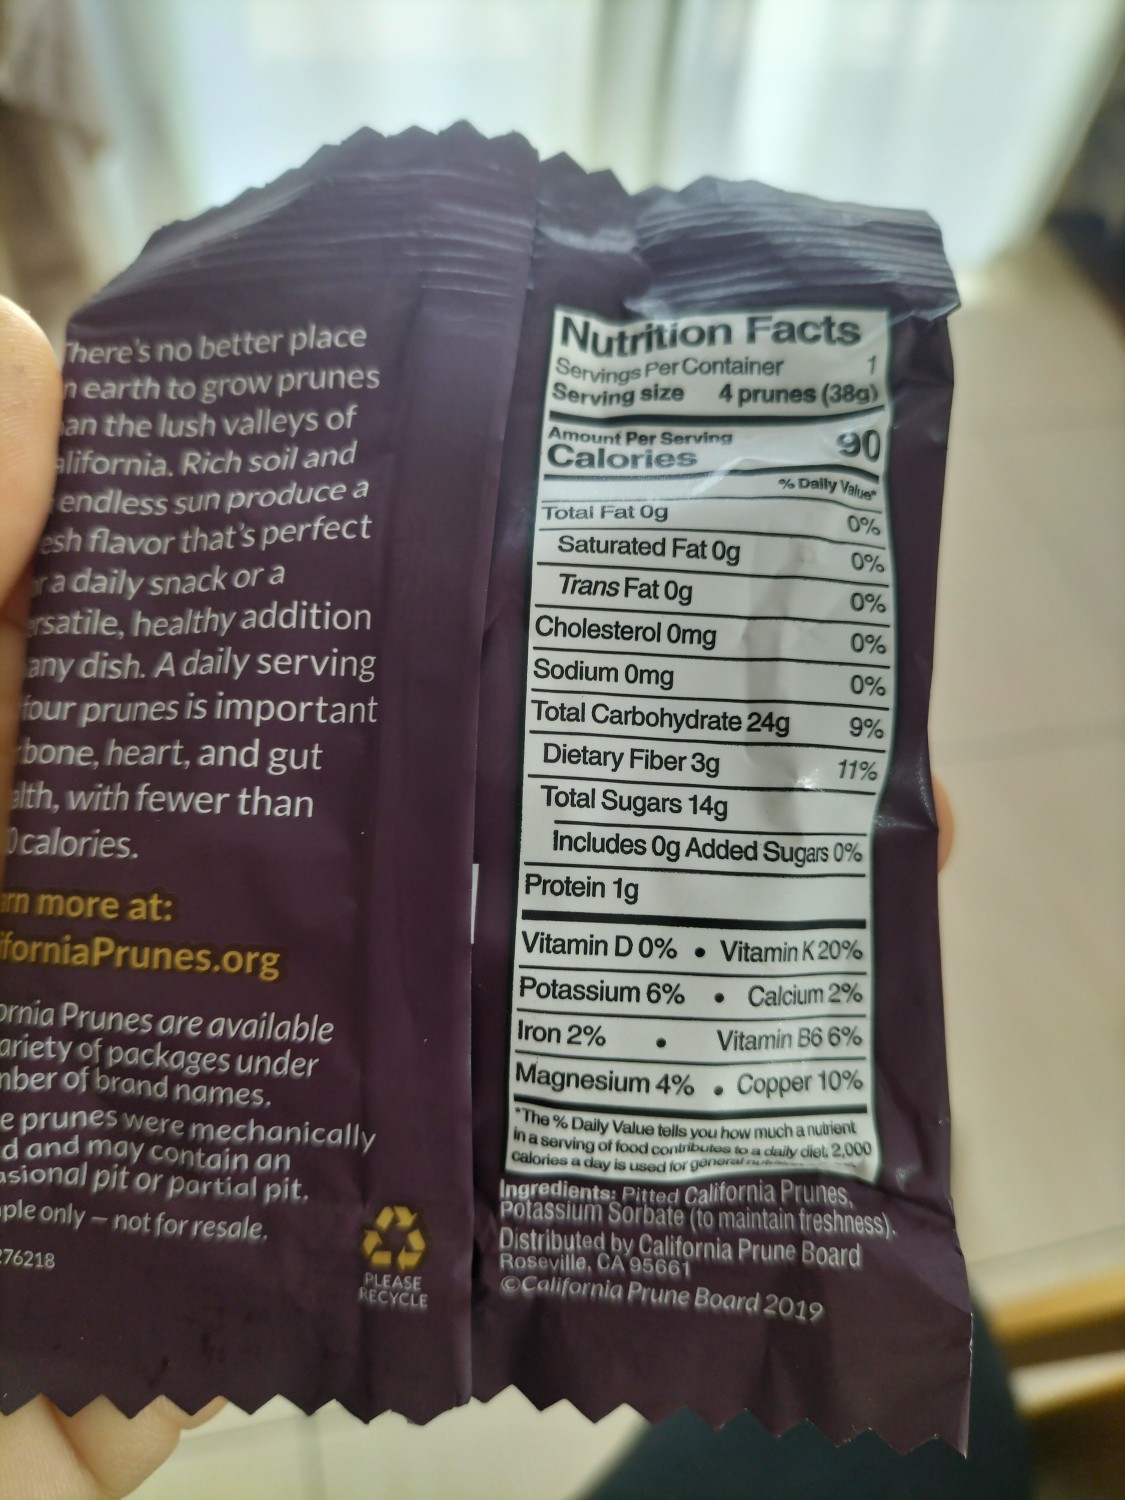 There's no better place
n earth to grow prunes
an the lush valleys of
alifornia. Rich soil and
endless sun produce a
esh flavor that's perfect
r a daily snack or a
ersatile, healthy addition
any dish. A daily serving
four prunes is important
bone, heart, and gut
alth, with fewer than
0 calories.
arn more at:
iforniaPrunes.org
ornia Prunes are available
ariety of packages under
mber of brand names.
e prunes were mechanically
d and may contain an
asional pit or partial pit.
mple only – not for resale.
276218
PLEASE
RECYCLE
Nutrition Facts
Servings Per Container 1
Serving size 4 prunes (38g)
Amount Per Serving
Calories 90
% Daily Value*
Total Fat 0g 0%
Saturated Fat 0g 0%
Trans Fat 0g 0%
Cholesterol 0mg 0%
Sodium 0mg 0%
Total Carbohydrate 24g 9%
Dietary Fiber 3g 11%
Total Sugars 14g
Includes 0g Added Sugars 0%
Protein 1g
Vitamin D 0% • Vitamin K 20%
Potassium 6% • Calcium 2%
Iron 2% • Vitamin B6 6%
Magnesium 4% • Copper 10%
*The % Daily Value tells you how much a nutrient
in a serving of food contributes to a daily diet. 2,000
calories a day is used for general
Ingredients: Pitted California Prunes,
Potassium Sorbate (to maintain freshness).
Distributed by California Prune Board
Roseville, CA 95661
©California Prune Board 2019